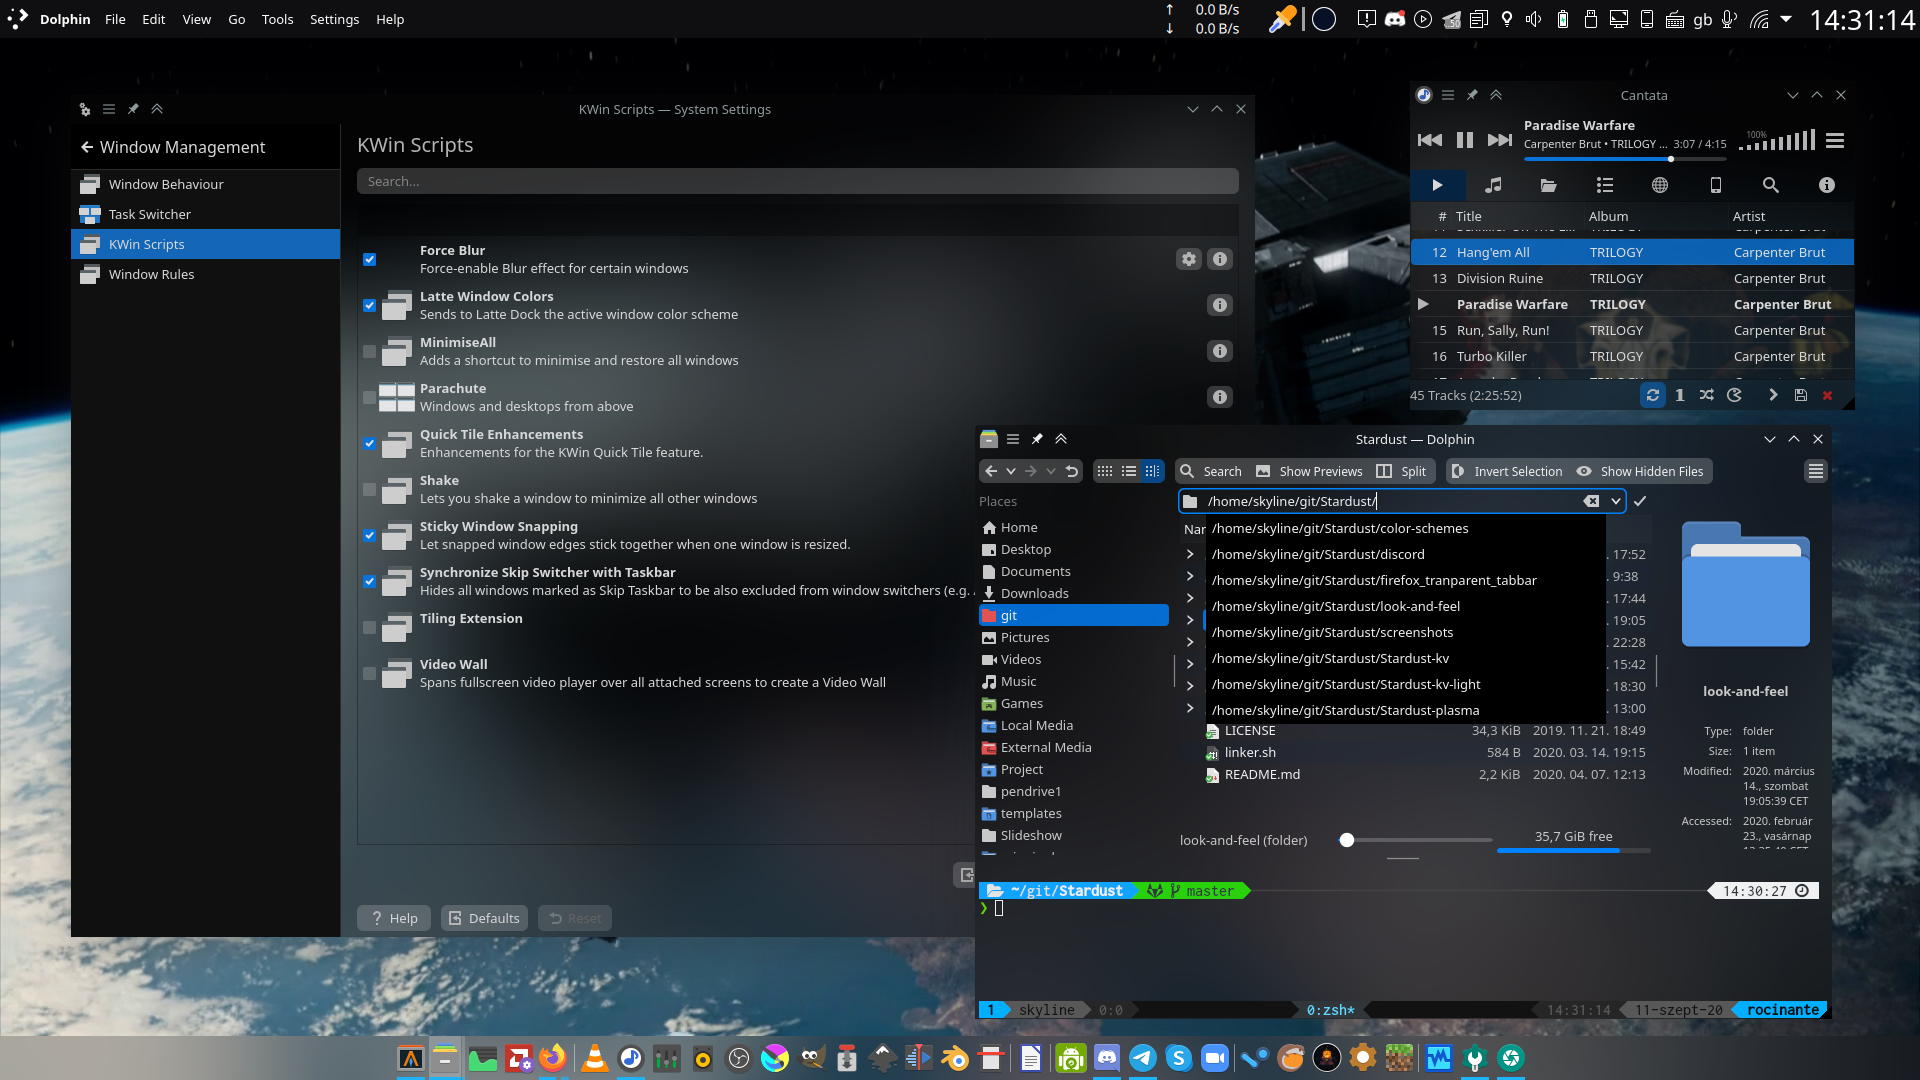 Dolphin File Edit View Go Tools Settings Help
↑ 0.0 B/s
↓ 0.0 B/s
50
gb
14:31:14
KWin Scripts — System Settings
Window Management
Window Behaviour
Task Switcher
KWin Scripts
Window Rules
KWin Scripts
Search...
Force Blur
Force-enable Blur effect for certain windows
Latte Window Colors
Sends to Latte Dock the active window color scheme
MinimiseAll
Adds a shortcut to minimise and restore all windows
Parachute
Windows and desktops from above
Quick Tile Enhancements
Enhancements for the KWin Quick Tile feature.
Shake
Lets you shake a window to minimize all other windows
Sticky Window Snapping
Let snapped window edges stick together when one window is resized.
Synchronize Skip Switcher with Taskbar
Hides all windows marked as Skip Taskbar to be also excluded from window switchers (e.g.
Tiling Extension
Video Wall
Spans fullscreen video player over all attached screens to create a Video Wall
? Help Defaults Reset
Cantata
Paradise Warfare
Carpenter Brut • TRILOGY ... 3:07 / 4:15
100%
# Title Album Artist
12 Hang'em All TRILOGY Carpenter Brut
13 Division Ruine TRILOGY Carpenter Brut
Paradise Warfare TRILOGY Carpenter Brut
15 Run, Sally, Run! TRILOGY Carpenter Brut
16 Turbo Killer TRILOGY Carpenter Brut
45 Tracks (2:25:52) 1
Stardust — Dolphin
Search Show Previews Split Invert Selection Show Hidden Files
Places
Home
Desktop
Documents
Downloads
git
Pictures
Videos
Music
Games
Local Media
External Media
Project
pendrive1
templates
Slideshow
/home/skyline/git/Stardust/
Nar
/home/skyline/git/Stardust/color-schemes
/home/skyline/git/Stardust/discord
/home/skyline/git/Stardust/firefox_tranparent_tabbar
/home/skyline/git/Stardust/look-and-feel
/home/skyline/git/Stardust/screenshots
/home/skyline/git/Stardust/Stardust-kv
/home/skyline/git/Stardust/Stardust-kv-light
/home/skyline/git/Stardust/Stardust-plasma
. 17:52
. 9:38
. 17:44
. 19:05
. 22:28
. 15:42
. 18:30
. 13:00
LICENSE 34,3 KiB 2019. 11. 21. 18:49
linker.sh 584 B 2020. 03. 14. 19:15
README.md 2,2 KiB 2020. 04. 07. 12:13
look-and-feel (folder) 35,7 GiB free
look-and-feel
Type: folder
Size: 1 item
Modified: 2020. március
14., szombat
19:05:39 CET
Accessed: 2020. február
23., vasárnap
~/git/Stardust master 14:30:27
❯
1 skyline 0:0 0:zsh* 14:31:14 11-szept-20 rocinante